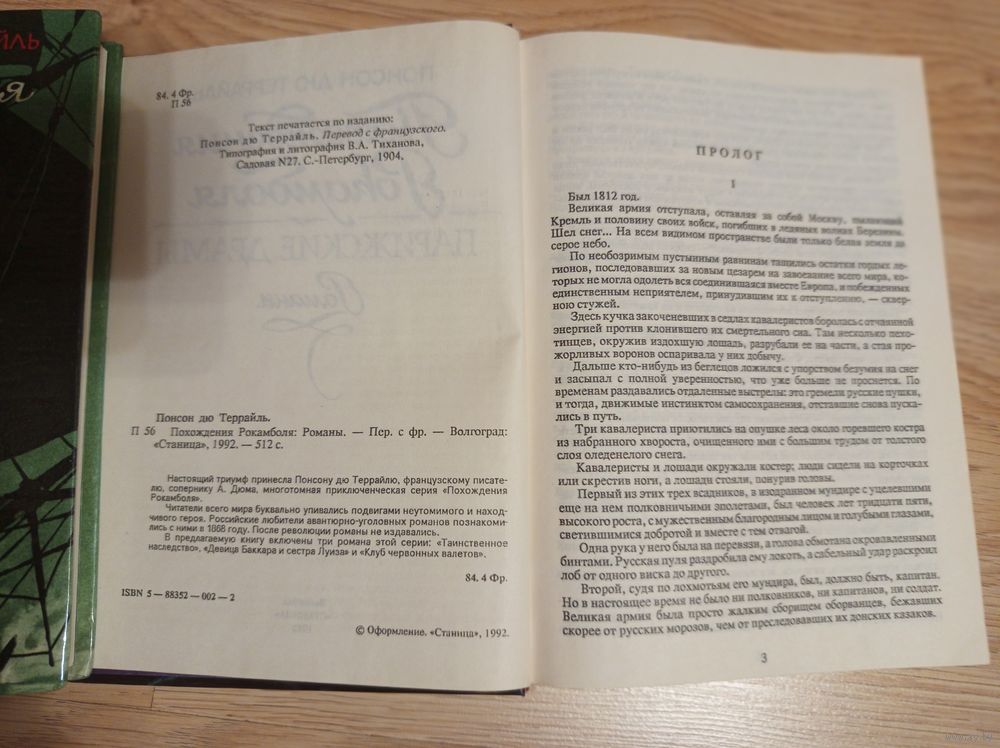 йль
я
84. 4 Фр.
П 56
Текст печатается по изданию:
Понсон дю Террайль. Перевод с французского.
Типография и литография В.А. Тиханова,
Садовая N27. С.-Петербург, 1904.
Понсон дю Террайль.
П 56 Похождения Рокамболя: Романы. — Пер. с фр. — Волгоград:
«Станица», 1992. — 512 с.
Настоящий триумф принесла Понсону дю Террайлю, французскому писате-
лю, сопернику А. Дюма, многотомная приключенческая серия «Похождения
Рокамболя».
Читатели всего мира буквально упивались подвигами неутомимого и наход-
чивого героя. Российские любители авантюрно-уголовных романов познакоми-
лись с ними в 1868 году. После революции романы не издавались.
В предлагаемую книгу включены три романа этой серии: «Таинственное
наследство», «Девица Баккара и сестра Луиза» и «Клуб червонных валетов».
84. 4 Фр.
ISBN 5 — 88352 — 002 — 2
© Оформление. «Станица», 1992.
ПРОЛОГ
I
Был 1812 год.
Великая армия отступала, оставляя за собой Москву, пылающий
Кремль и половину своих войск, погибших в ледяных волнах Березины.
Шел снег... На всем видимом пространстве были только белая земля да
серое небо.
По необозримым пустынным равнинам тащились остатки гордых ле-
гионов, последовавших за новым цезарем на завоевание всего мира, ко-
торых не могла одолеть вся соединившаяся вместе Европа, и побежденных
единственным неприятелем, принудившим их к отступлению, — сквер-
ною стужей.
Здесь кучка закоченевших в седлах кавалеристов боролась с отчаянной
энергией против клонившего их смертельного сна. Там несколько пехо-
тинцев, окружив издохшую лошадь, разрубали ее на части, а стая про-
жорливых воронов оспаривала у них добычу.
Дальше кто-нибудь из беглецов ложился с упорством безумия на снег
и засыпал с полной уверенностью, что уже больше не проснется. По
временам раздавались отдаленные выстрелы: это гремели русские пушки,
и тогда, движимые инстинктом самосохранения, отставшие снова пуска-
лись в путь.
Три кавалериста приютились на опушке леса около горевшего костра
из набранного хвороста, очищенного ими с большим трудом от толстого
слоя оледенелого снега.
Кавалеристы и лошади окружали костер; люди сидели на корточках
или скрестив ноги, а лошади стояли, понурив головы.
Первый из этих трех всадников, в изодранном мундире с уцелевшими
еще на нем полковничьими эполетами, был человек лет тридцати пяти,
высокого роста, с мужественным благородным лицом и голубыми глазами,
светившимися добротой и вместе с тем отвагой.
Одна рука у него была на перевязи, а голова обмотана окровавленными
бинтами. Русская пуля раздробила ему локоть, а сабельный удар раскроил
лоб от одного виска до другого.
Второй, судя по лохмотьям его мундира, был, должно быть, капитан.
Но в настоящее время не было ни полковников, ни капитанов, ни солдат.
Великая армия была просто жалким сборищем оборванцев, бежавших
скорее от русских морозов, чем от преследовавших их донских казаков.
3